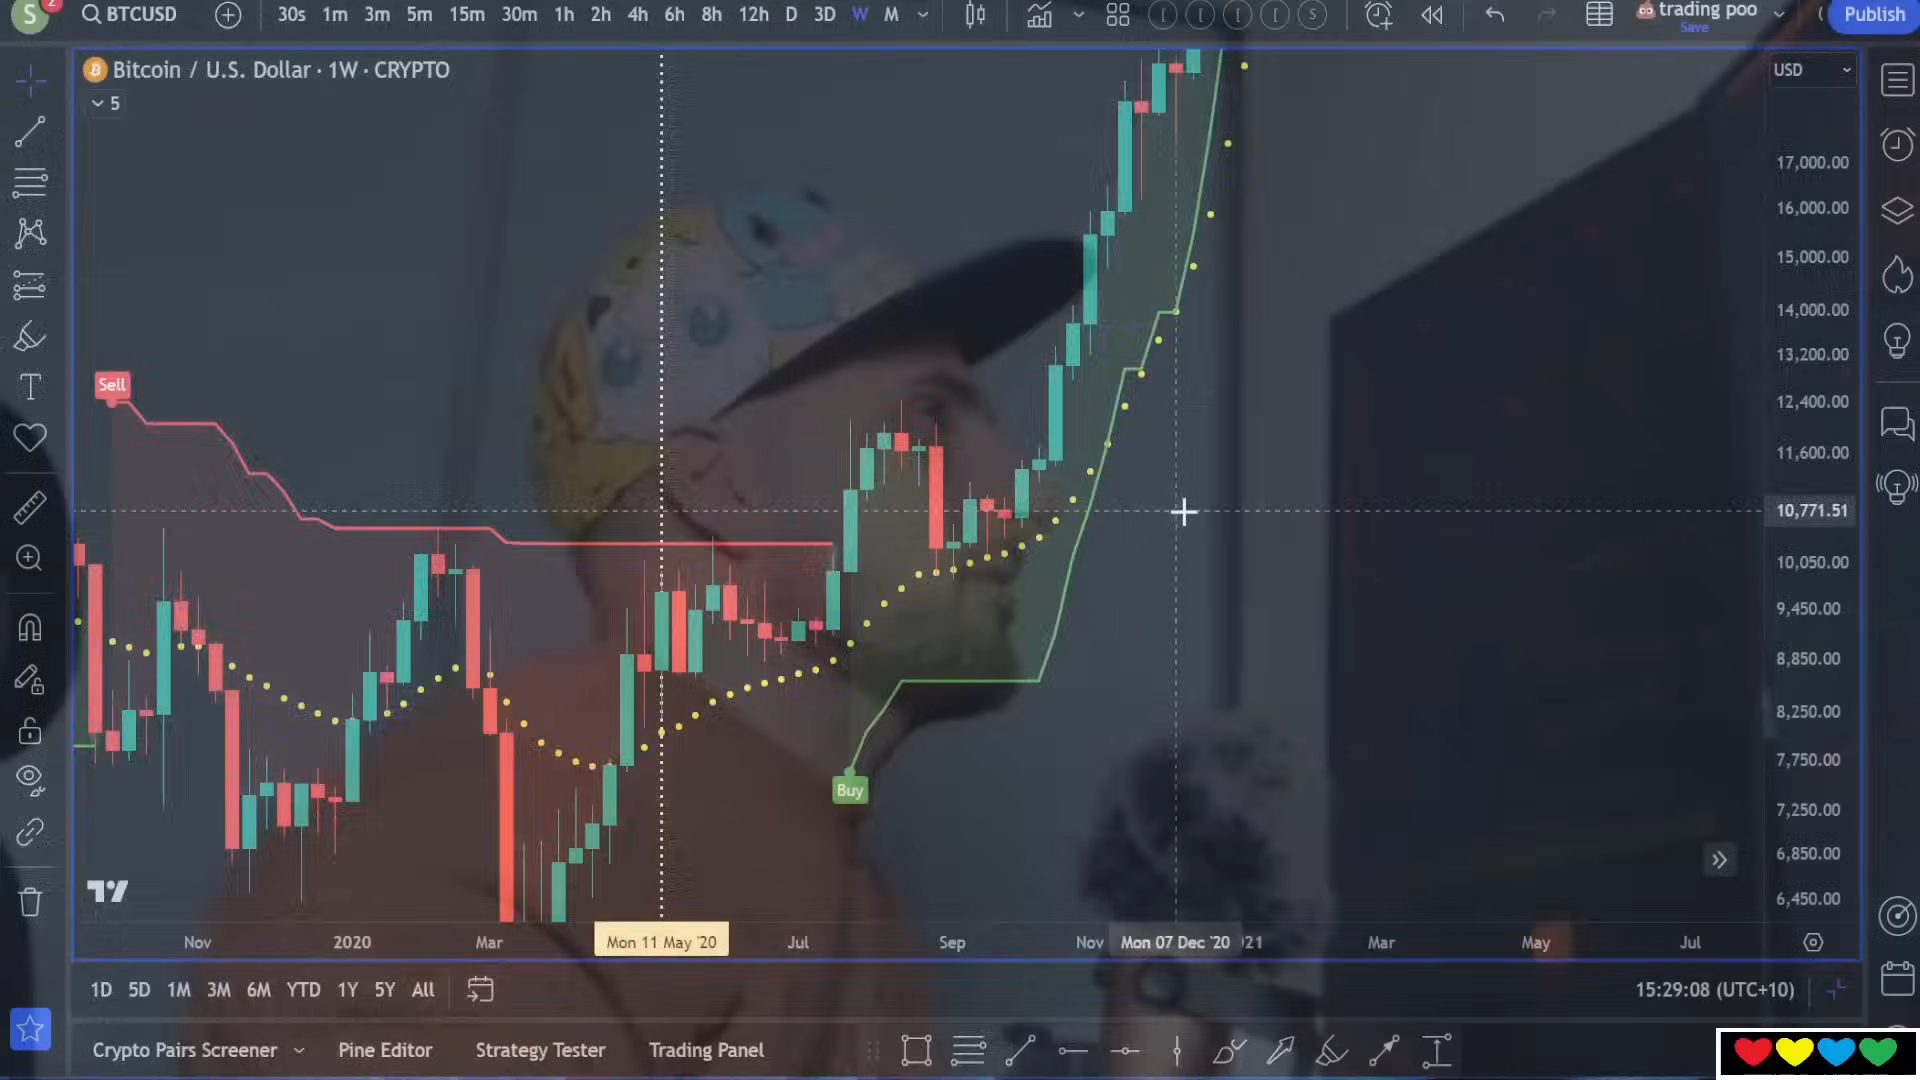 S
2
BTCUSD
30s 1m 3m 5m 15m 30m 1h 2h 4h 6h 8h 12h D 3D W M
S
trading poo
Save
Publish
Bitcoin / U.S. Dollar · 1W · CRYPTO
5
USD
17,000.00
16,000.00
15,000.00
14,000.00
13,200.00
12,400.00
11,600.00
10,771.51
10,050.00
9,450.00
8,850.00
8,250.00
7,750.00
7,250.00
6,850.00
6,450.00
Sell
Buy
Nov 2020 Mar Mon 11 May '20 Jul Sep Nov Mon 07 Dec '20 21 Mar May Jul
1D 5D 1M 3M 6M YTD 1Y 5Y All
15:29:08 (UTC+10)
Crypto Pairs Screener Pine Editor Strategy Tester Trading Panel